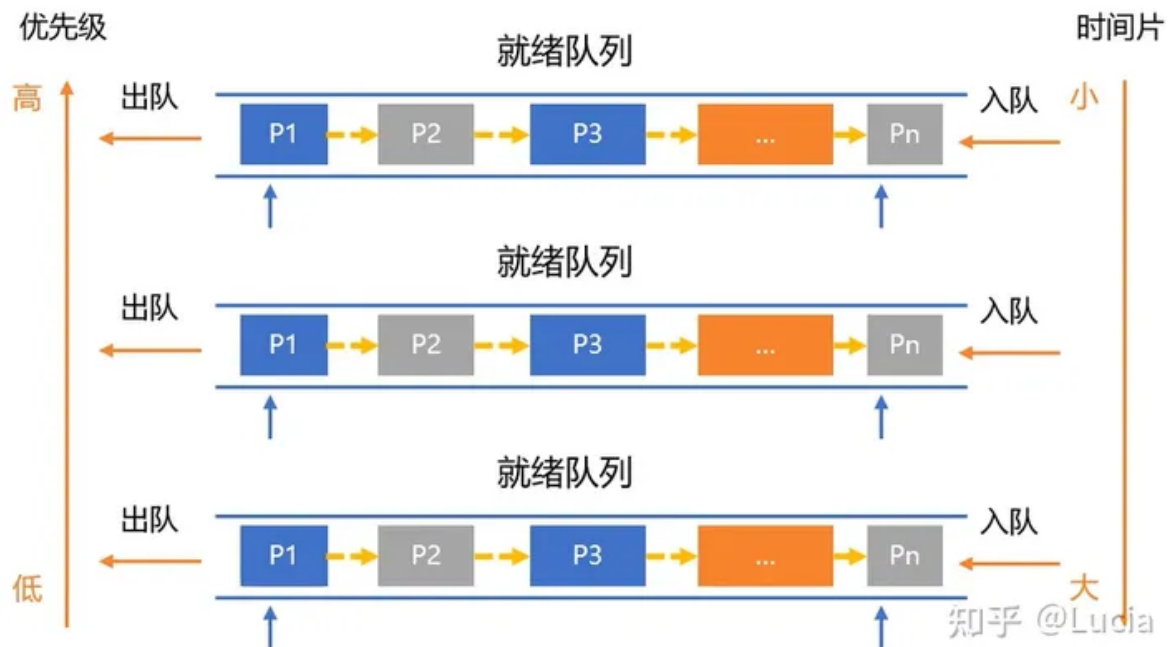 优先级
时间片
就绪队列
高
出队
入队
小
P1 P2 P3 ... Pn
就绪队列
出队
入队
P1 P2 P3 ... Pn
就绪队列
出队
入队
P1 P2 P3 ... Pn
低
大
知乎 @Lucia